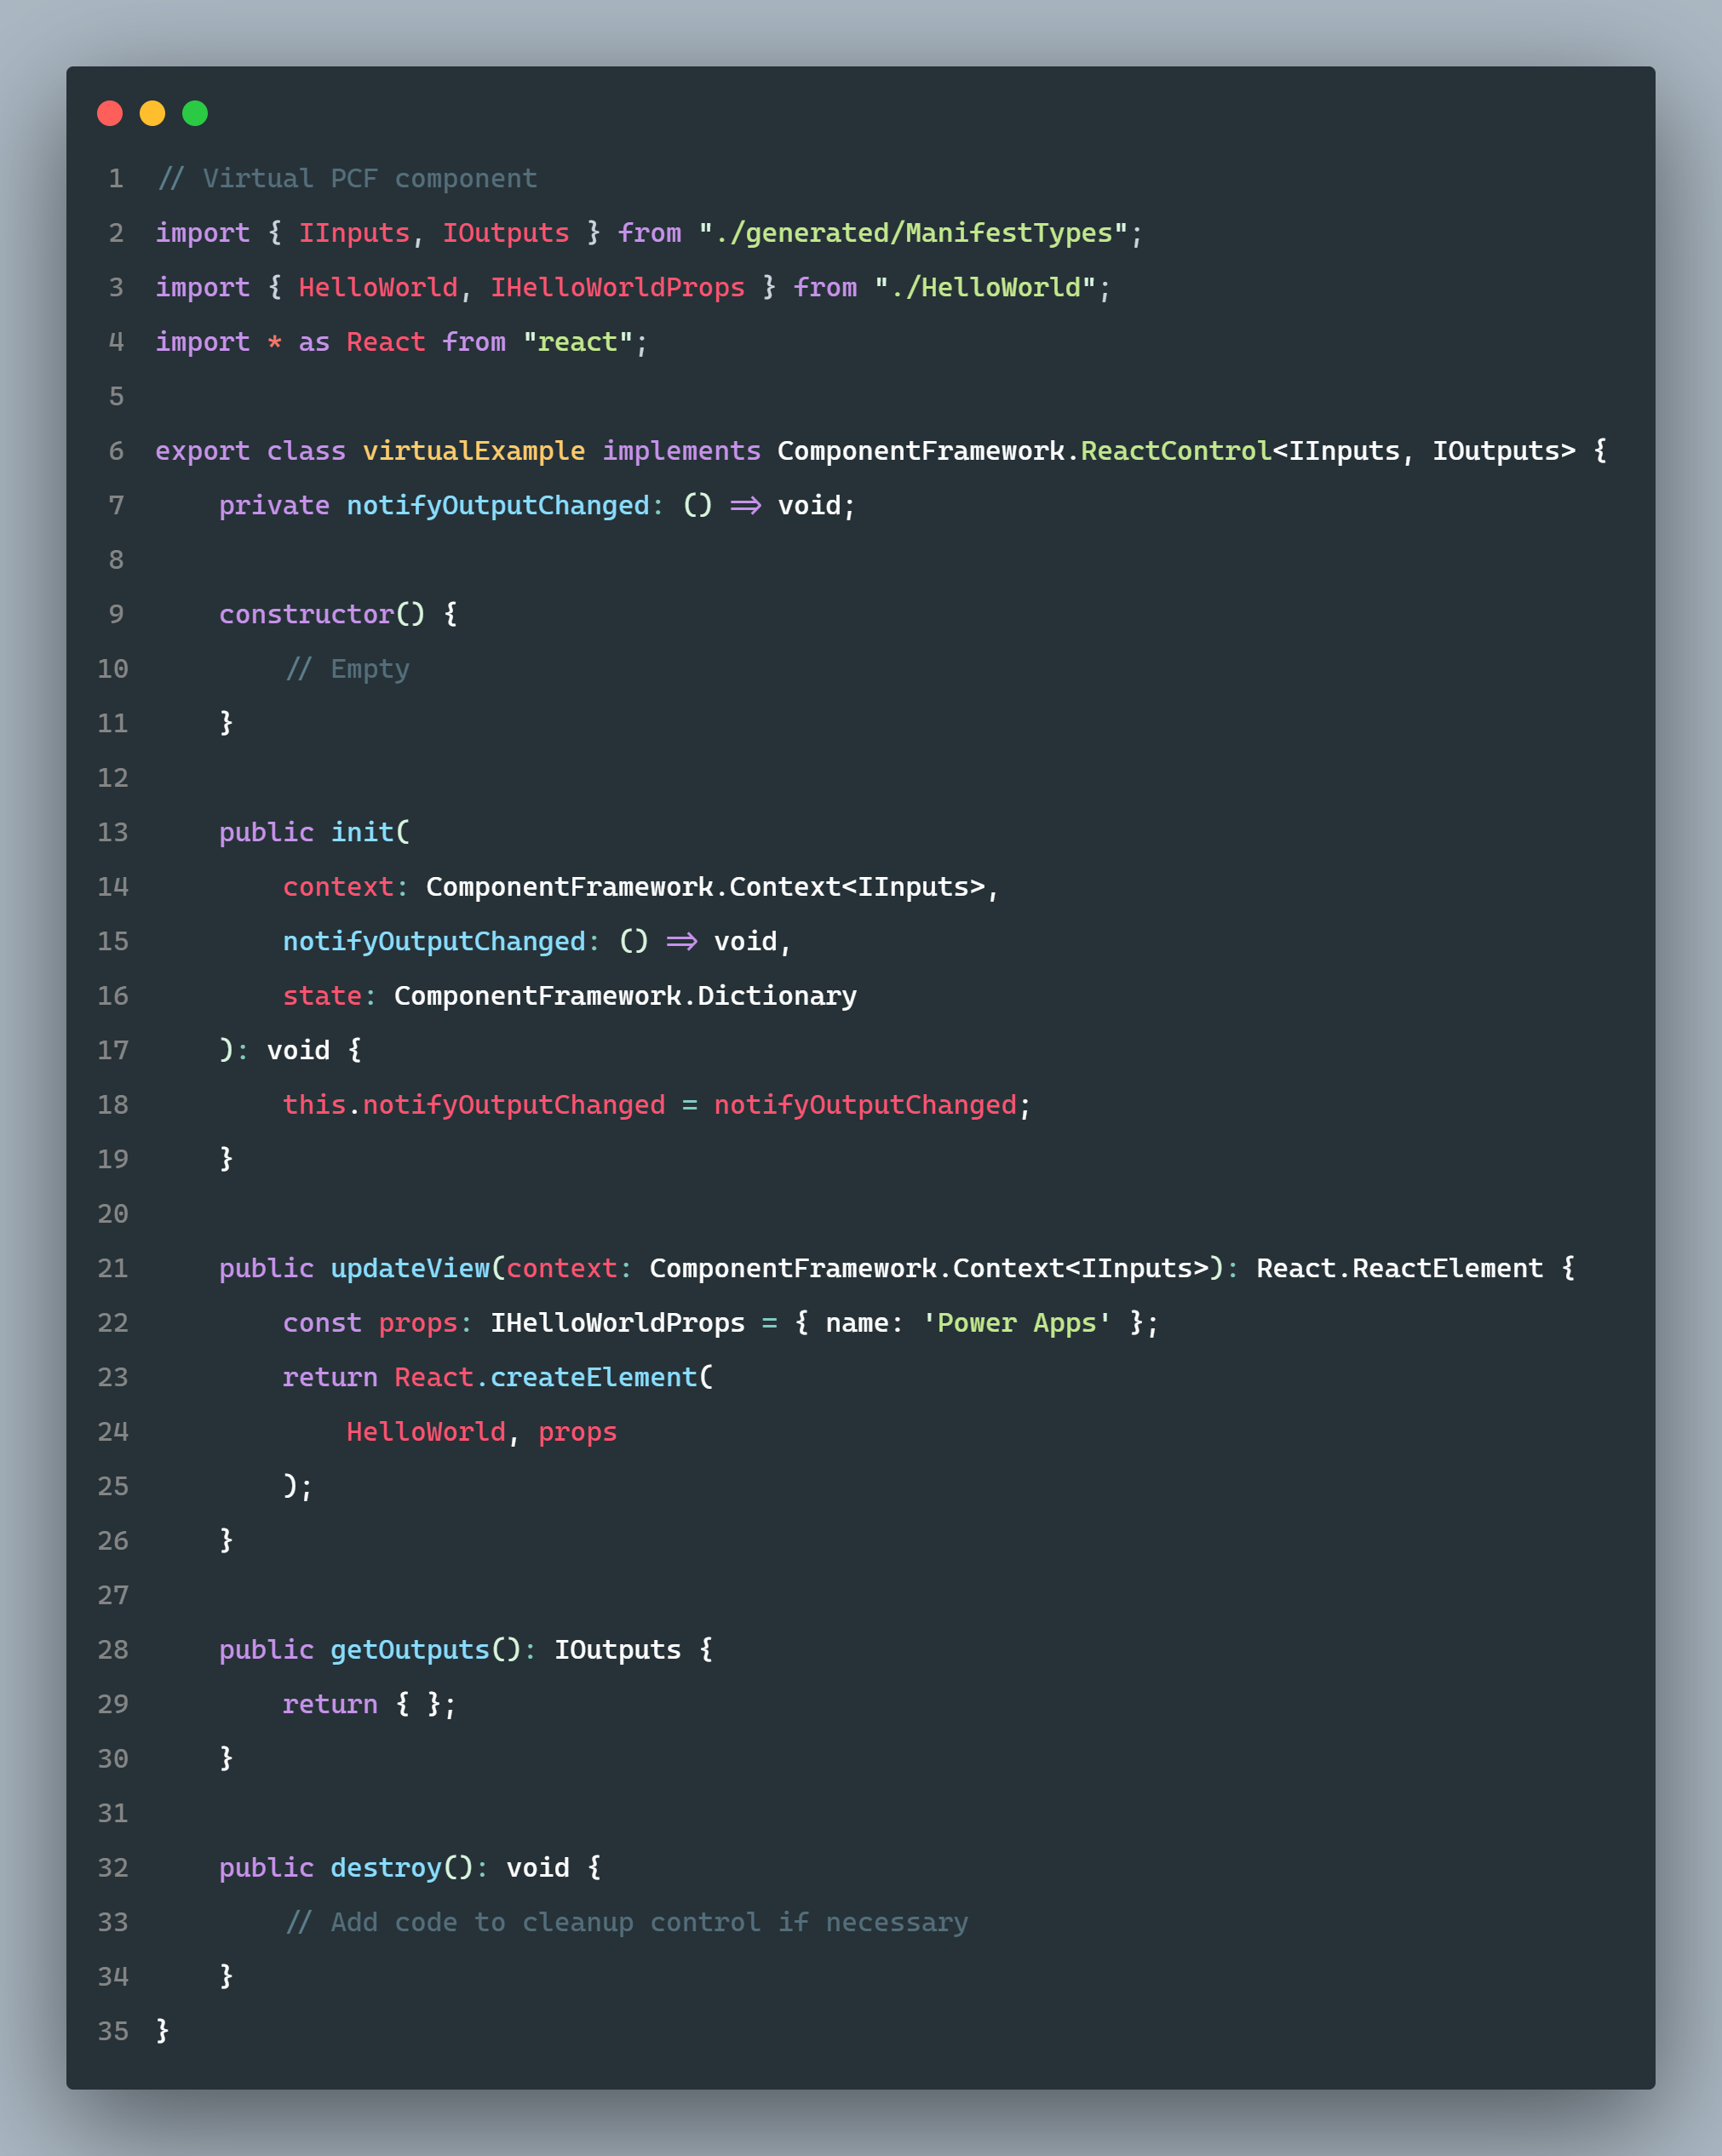 1 // Virtual PCF component
2 import { IInputs, IOutputs } from "./generated/ManifestTypes";
3 import { HelloWorld, IHelloWorldProps } from "./HelloWorld";
4 import * as React from "react";
5
6 export class virtualExample implements ComponentFramework.ReactControl<IInputs, IOutputs> {
7     private notifyOutputChanged: () => void;
8
9     constructor() {
10         // Empty
11     }
12
13     public init(
14         context: ComponentFramework.Context<IInputs>,
15         notifyOutputChanged: () => void,
16         state: ComponentFramework.Dictionary
17     ): void {
18         this.notifyOutputChanged = notifyOutputChanged;
19     }
20
21     public updateView(context: ComponentFramework.Context<IInputs>): React.ReactElement {
22         const props: IHelloWorldProps = { name: 'Power Apps' };
23         return React.createElement(
24             HelloWorld, props
25         );
26     }
27
28     public getOutputs(): IOutputs {
29         return { };
30     }
31
32     public destroy(): void {
33         // Add code to cleanup control if necessary
34     }
35 }